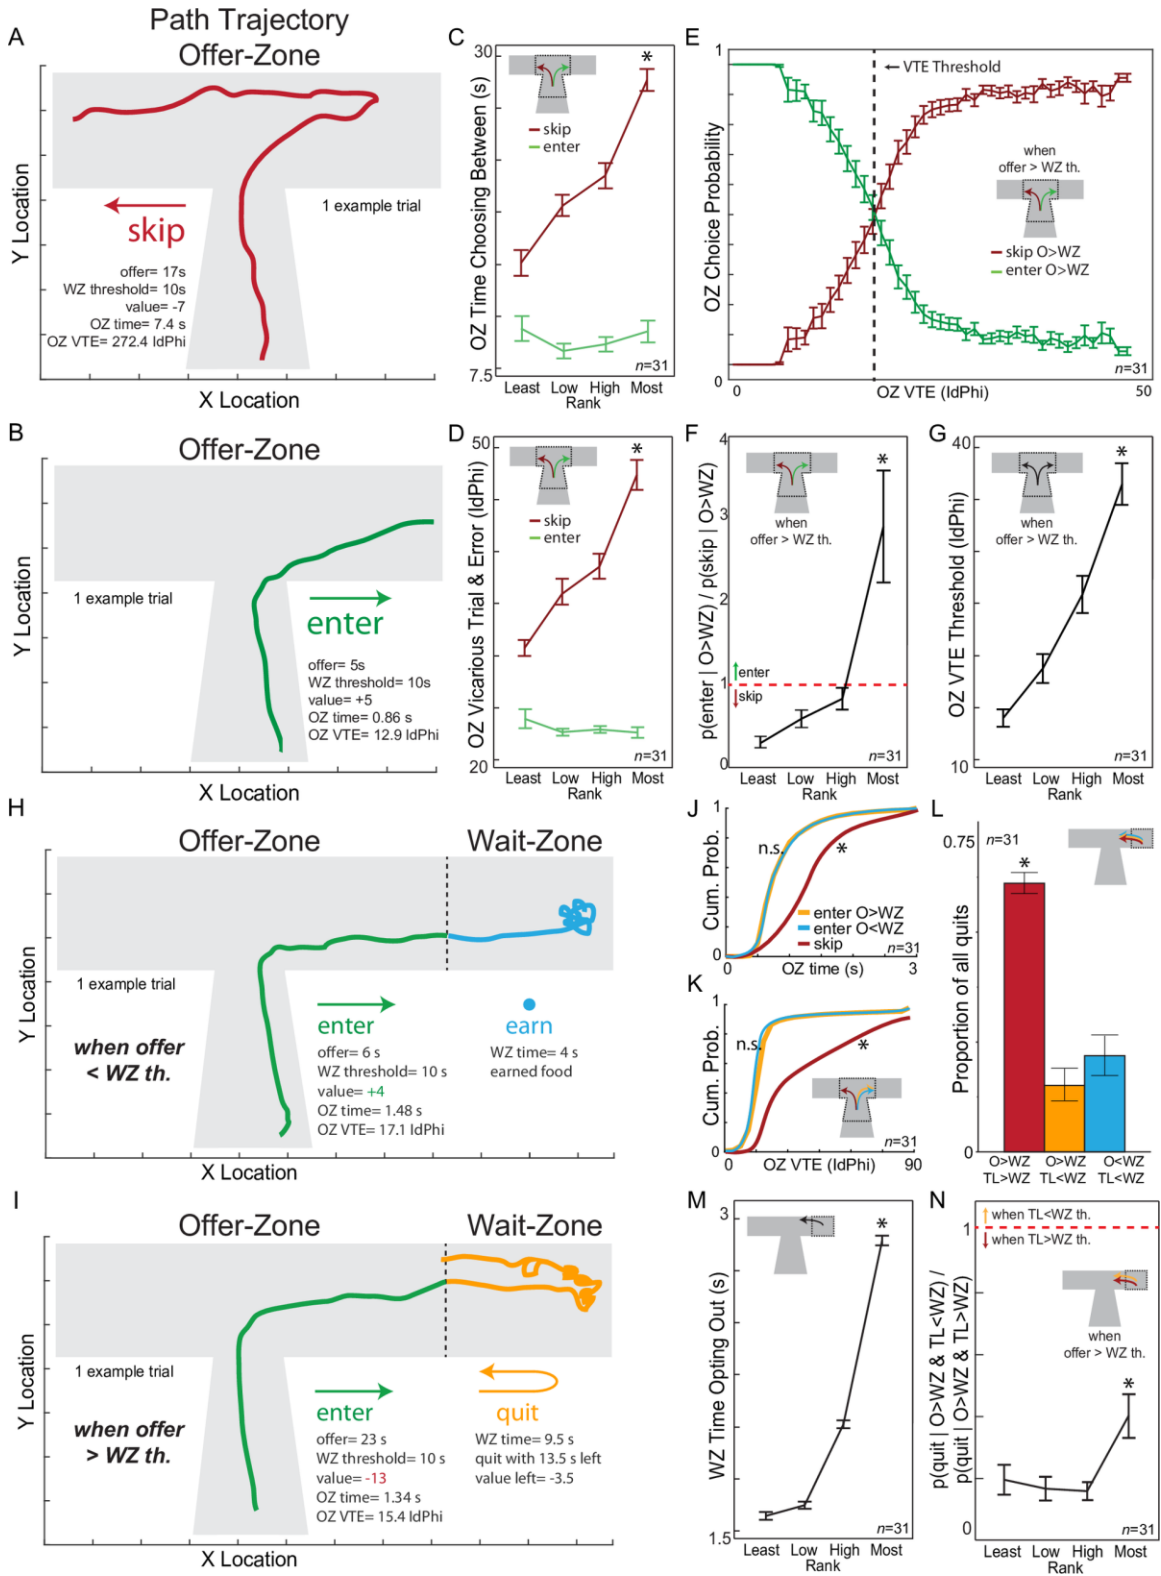 Path Trajectory
A
Offer-Zone
Y Location
skip
1 example trial
offer= 17s
WZ threshold= 10s
value= -7
OZ time= 7.4 s
OZ VTE= 272.4 IdPhi
X Location
B
Offer-Zone
Y Location
1 example trial
enter
offer= 5s
WZ threshold= 10s
value= +5
OZ time= 0.86 s
OZ VTE= 12.9 IdPhi
X Location
C
OZ Time Choosing Between (s)
30
7.5
*
skip
enter
n=31
Least Low High Most
Rank
D
OZ Vicarious Trial & Error (IdPhi)
50
20
*
skip
enter
n=31
Least Low High Most
Rank
E
OZ Choice Probability
1
0
VTE Threshold
when
offer > WZ th.
skip O>WZ
enter O>WZ
n=31
0 50
OZ VTE (IdPhi)
F
p(enter | O>WZ) / p(skip | O>WZ)
4
3
2
1
0
*
when
offer > WZ th.
enter
skip
n=31
Least Low High Most
Rank
G
OZ VTE Threshold (IdPhi)
40
10
*
when
offer > WZ th.
n=31
Least Low High Most
Rank
H
Offer-Zone Wait-Zone
Y Location
1 example trial
when offer
< WZ th.
enter
offer= 6 s
WZ threshold= 10 s
value= +4
OZ time= 1.48 s
OZ VTE= 17.1 IdPhi
earn
WZ time= 4 s
earned food
X Location
I
Offer-Zone Wait-Zone
Y Location
1 example trial
when offer
> WZ th.
enter
offer= 23 s
WZ threshold= 10 s
value= -13
OZ time= 1.34 s
OZ VTE= 15.4 IdPhi
quit
WZ time= 9.5 s
quit with 13.5 s left
value left= -3.5
X Location
J
Cum. Prob.
1
0
n.s.
*
enter O>WZ
enter O<WZ
skip
n=31
0 3
OZ time (s)
K
Cum. Prob.
1
0
n.s.
*
n=31
0 90
OZ VTE (IdPhi)
L
Proportion of all quits
0.75
0
n=31
*
O>WZ O>WZ O<WZ
TL>WZ TL<WZ TL<WZ
M
WZ Time Opting Out (s)
3
1.5
*
n=31
Least Low High Most
Rank
N
p(quit | O>WZ & TL<WZ) /
p(quit | O>WZ & TL>WZ)
1
0
when TL<WZ th.
when TL>WZ th.
when
offer > WZ th.
*
n=31
Least Low High Most
Rank